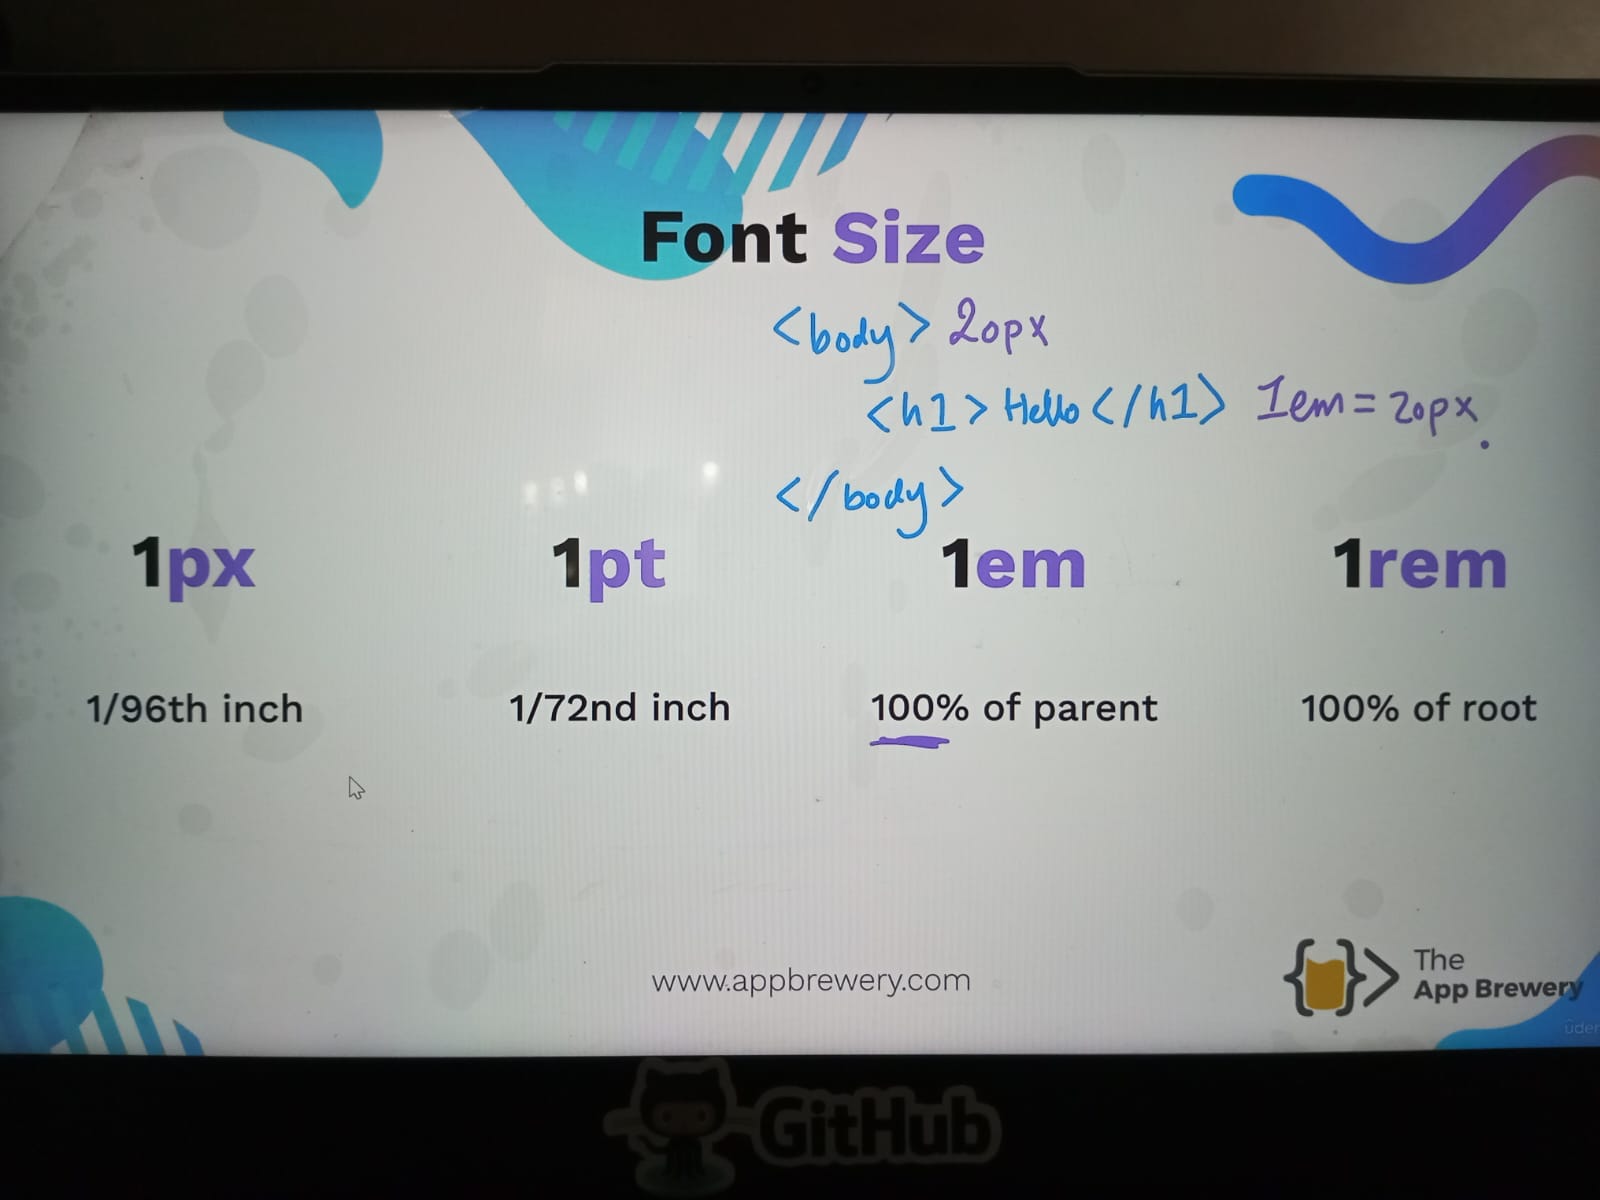 Font Size
<body> 20px
<h1> Hello </h1> 1em = 20px.
</body>
1px 1pt 1em 1rem
1/96th inch 1/72nd inch 100% of parent 100% of root
www.appbrewery.com
The
App Brewery
GitHub